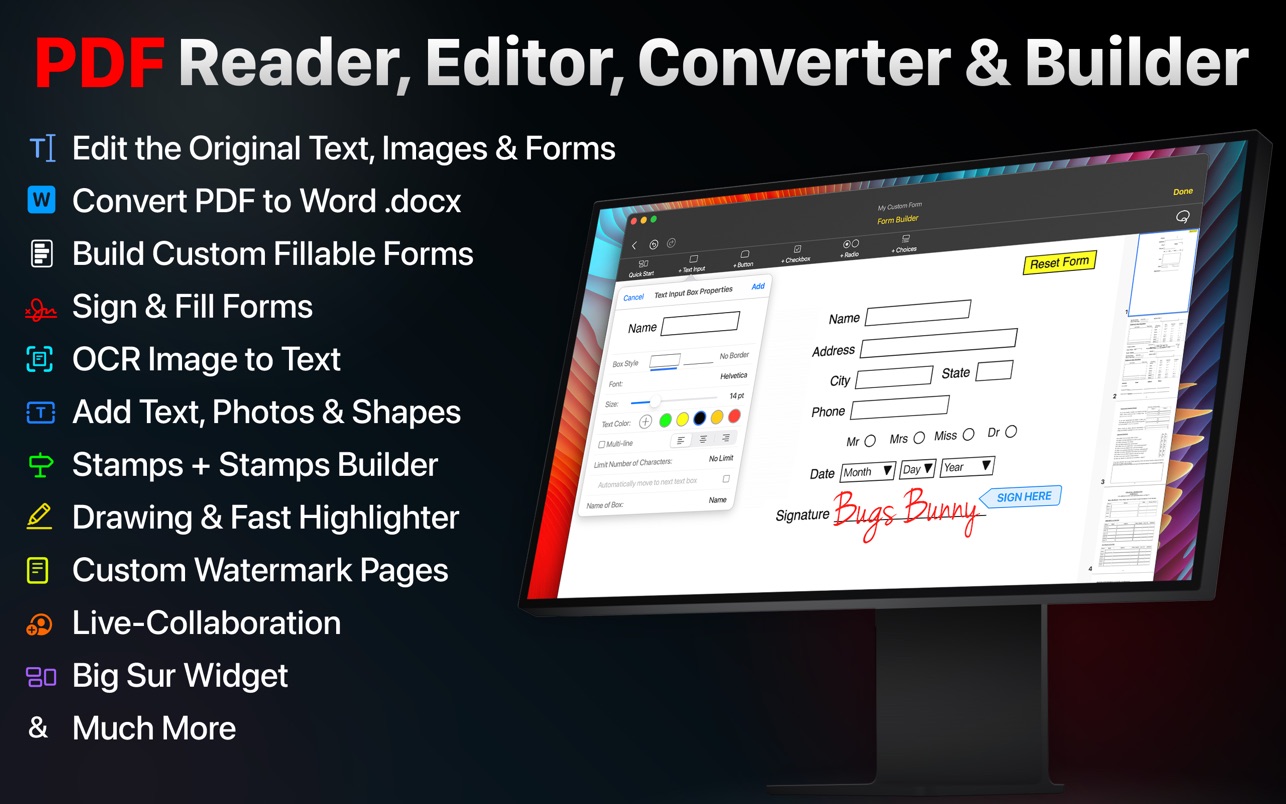 PDF Reader, Editor, Converter & Builder
Edit the Original Text, Images & Forms
W Convert PDF to Word .docx
Build Custom Fillable Forms
Sign & Fill Forms
OCR Image to Text
T Add Text, Photos & Shapes
Stamps + Stamps Builder
Drawing & Fast Highlighter
Custom Watermark Pages
Live-Collaboration
Big Sur Widget
& Much More
My Custom Form
Form Builder
Done
Quick Start
+ Text Input
+ Button
+ Checkbox
+ Radio
+ Choices
Cancel Text Input Box Properties Add
Name
Box Style No Border
Font: Helvetica
Size: 14 pt
Text Color:
Multi-line
Limit Number of Characters: No Limit
Automatically move to next text box
Name of Box: Name
Reset Form
Name
Address
City State
Phone
Mr Mrs Miss Dr
Date Month Day Year
Signature Bugs Bunny SIGN HERE
1
2
3
4